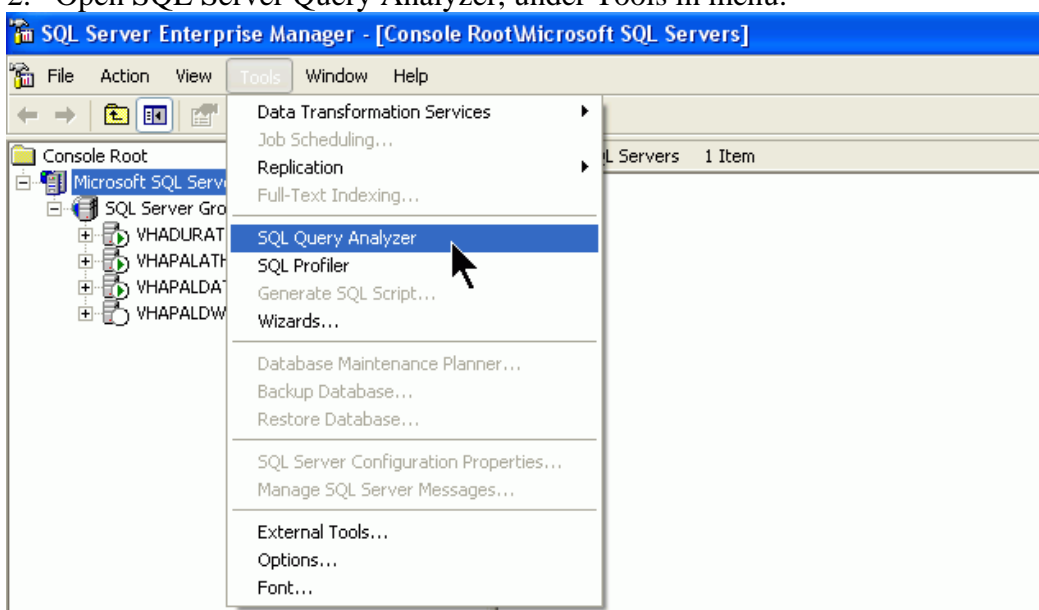 2. Open SQL Server Query Analyzer, under Tools in menu.
SQL Server Enterprise Manager - [Console Root\Microsoft SQL Servers]
File Action View Tools Window Help
Data Transformation Services
Job Scheduling...
Console Root
L Servers 1 Item
Replication
Microsoft SQL Serv
Full-Text Indexing...
SQL Server Gro
VHADURAT
SQL Query Analyzer
VHAPALATH
SQL Profiler
VHAPALDAT
Generate SQL Script...
VHAPALDW
Wizards...
Database Maintenance Planner...
Backup Database...
Restore Database...
SQL Server Configuration Properties...
Manage SQL Server Messages...
External Tools...
Options...
Font...